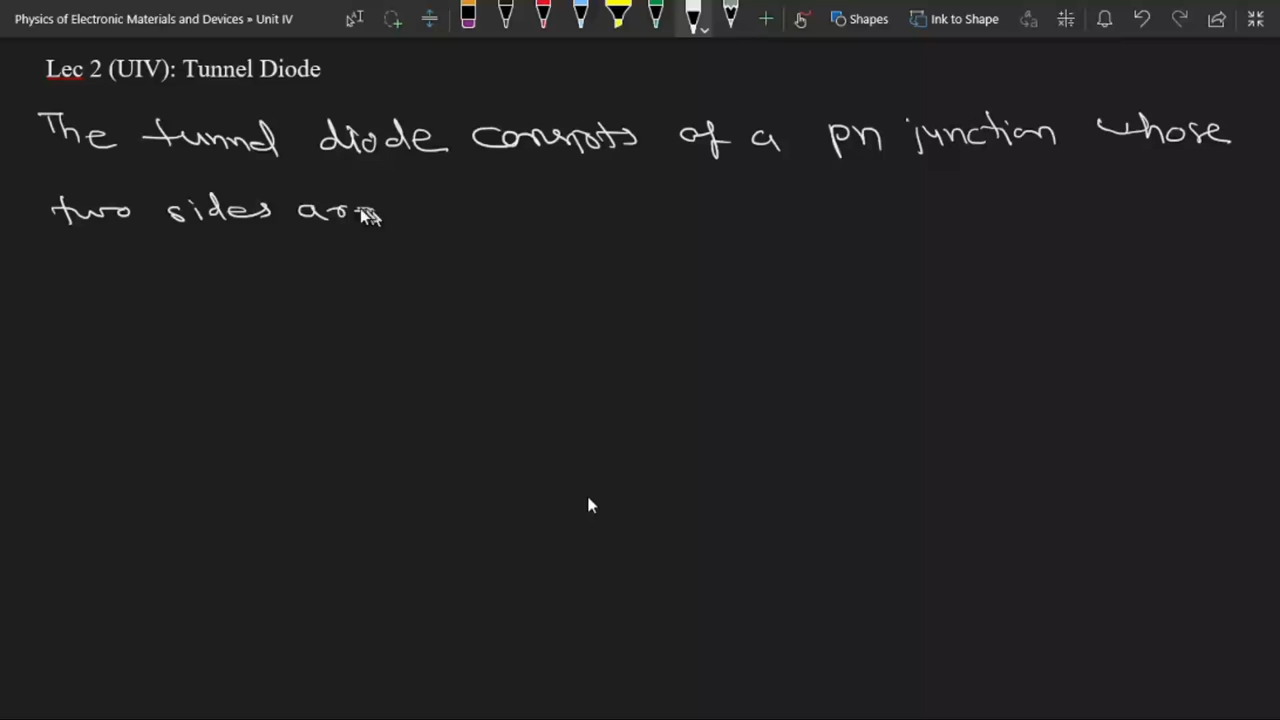 Physics of Electronic Materials and Devices » Unit IV
Shapes
Ink to Shape
Lec 2 (UIV): Tunnel Diode
The tunnel diode consists of a pn junction whose
two sides are